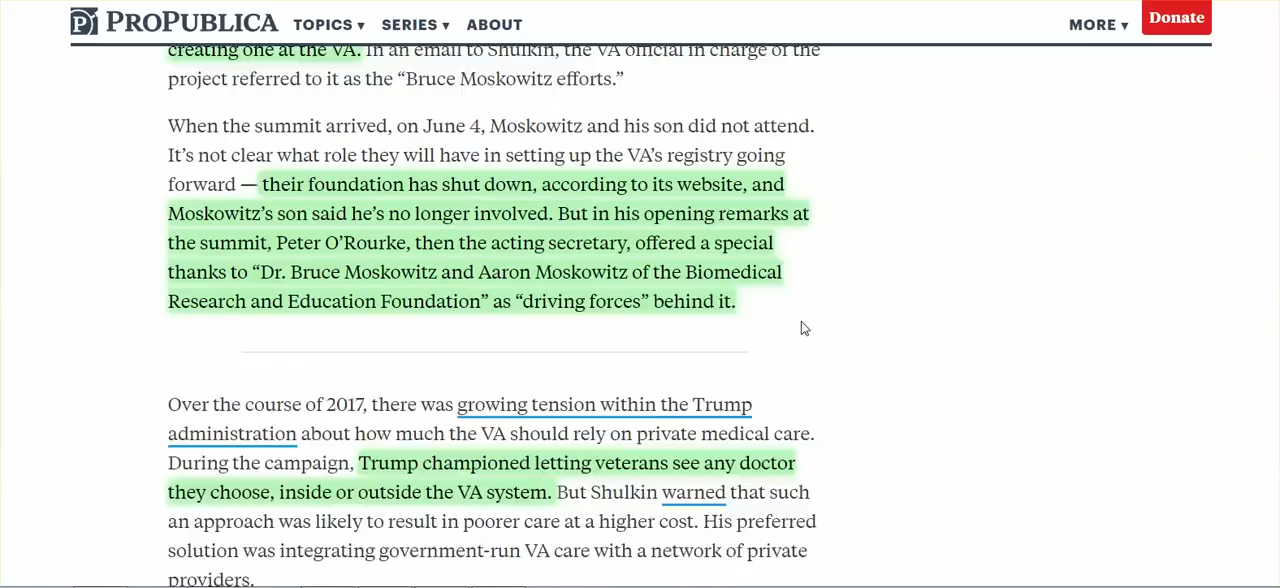 PROPUBLICA TOPICS ▾ SERIES ▾ ABOUT MORE ▾ Donate
creating one at the VA. In an email to Shulkin, the VA official in charge of the
project referred to it as the “Bruce Moskowitz efforts.”
When the summit arrived, on June 4, Moskowitz and his son did not attend.
It’s not clear what role they will have in setting up the VA’s registry going
forward — their foundation has shut down, according to its website, and
Moskowitz’s son said he’s no longer involved. But in his opening remarks at
the summit, Peter O’Rourke, then the acting secretary, offered a special
thanks to “Dr. Bruce Moskowitz and Aaron Moskowitz of the Biomedical
Research and Education Foundation” as “driving forces” behind it.
Over the course of 2017, there was growing tension within the Trump
administration about how much the VA should rely on private medical care.
During the campaign, Trump championed letting veterans see any doctor
they choose, inside or outside the VA system. But Shulkin warned that such
an approach was likely to result in poorer care at a higher cost. His preferred
solution was integrating government-run VA care with a network of private
providers.